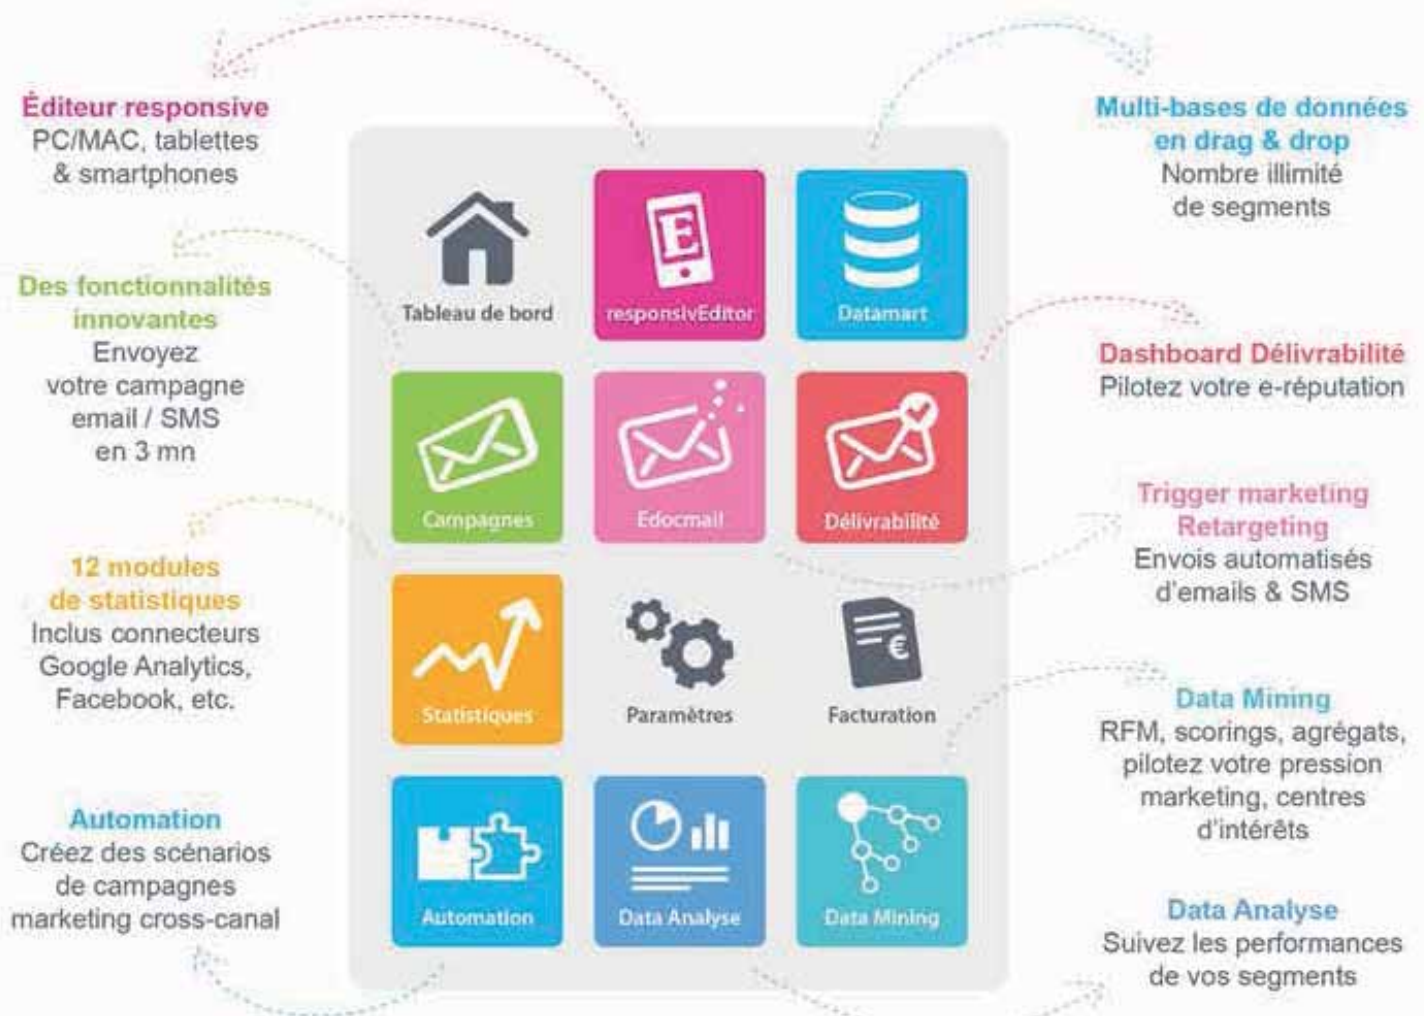 Éditeur responsive
PC/MAC, tablettes
& smartphones
Des fonctionnalités
innovantes
Envoyez
votre campagne
email / SMS
en 3 mn
12 modules
de statistiques
Inclus connecteurs
Google Analytics,
Facebook, etc.
Automation
Créez des scénarios
de campagnes
marketing cross-canal
Tableau de bord
E
responsivEditor
Datamart
Campagnes
Edocmail
Délivrabilité
Statistiques
Paramètres
Facturation
€
Automation
Data Analyse
Data Mining
Multi-bases de données
en drag & drop
Nombre illimité
de segments
Dashboard Délivrabilité
Pilotez votre e-réputation
Trigger marketing
Retargeting
Envois automatisés
d'emails & SMS
Data Mining
RFM, scorings, agrégats,
pilotez votre pression
marketing, centres
d'intérêts
Data Analyse
Suivez les performances
de vos segments